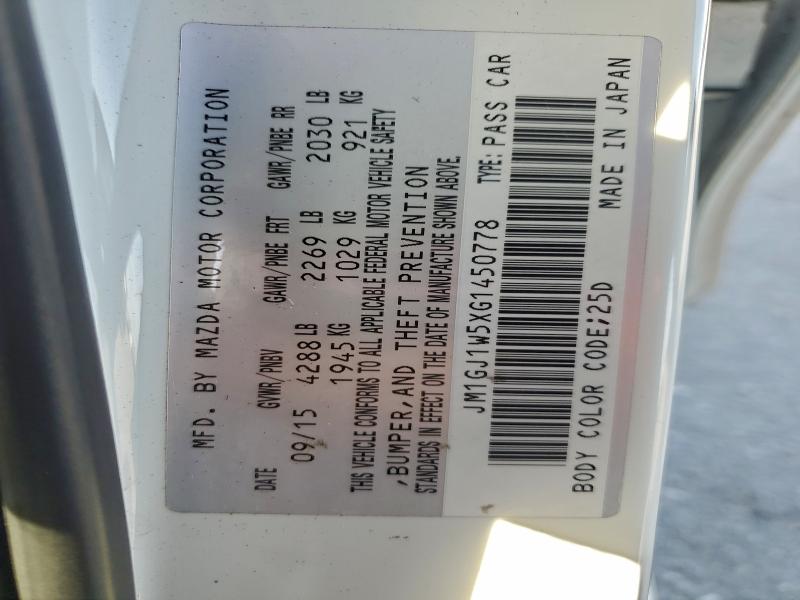 MFD. BY MAZDA MOTOR CORPORATION
DATE GVWR/PNBV GAWR/PNBE FRT GAWR/PNBE RR
09/15 4288 LB 2269 LB 2030 LB
1945 KG 1029 KG 921 KG
THIS VEHICLE CONFORMS TO ALL APPLICABLE FEDERAL MOTOR VEHICLE SAFETY
,BUMPER,AND THEFT PREVENTION
STANDARDS IN EFFECT ON THE DATE OF MANUFACTURE SHOWN ABOVE.
JM1GJ1W5XG1450778 TYPE: PASS CAR
BODY COLOR CODE;25D MADE IN JAPAN